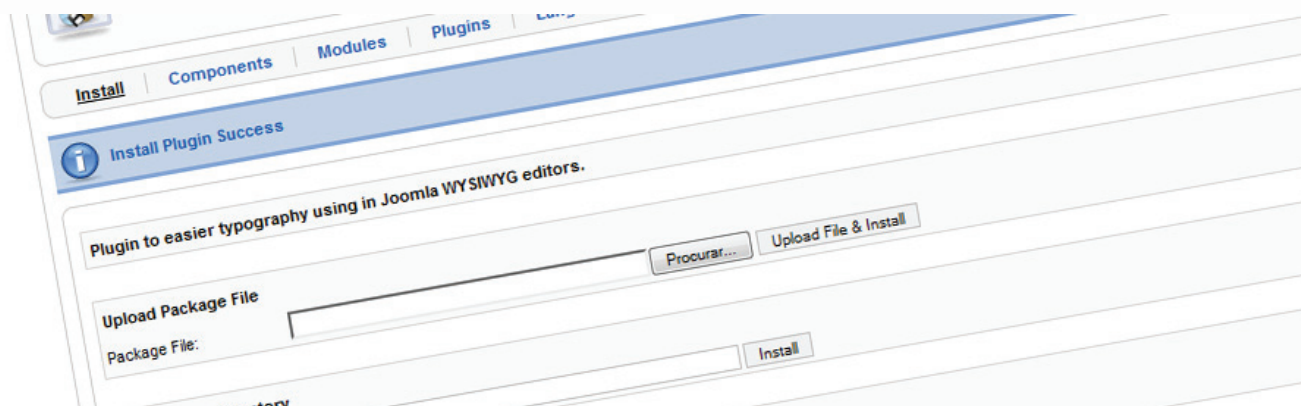 Install Components Modules Plugins
Install Plugin Success
Plugin to easier typography using in Joomla WYSIWYG editors.
Upload Package File
Package File: Procurar... Upload File & Install
Install